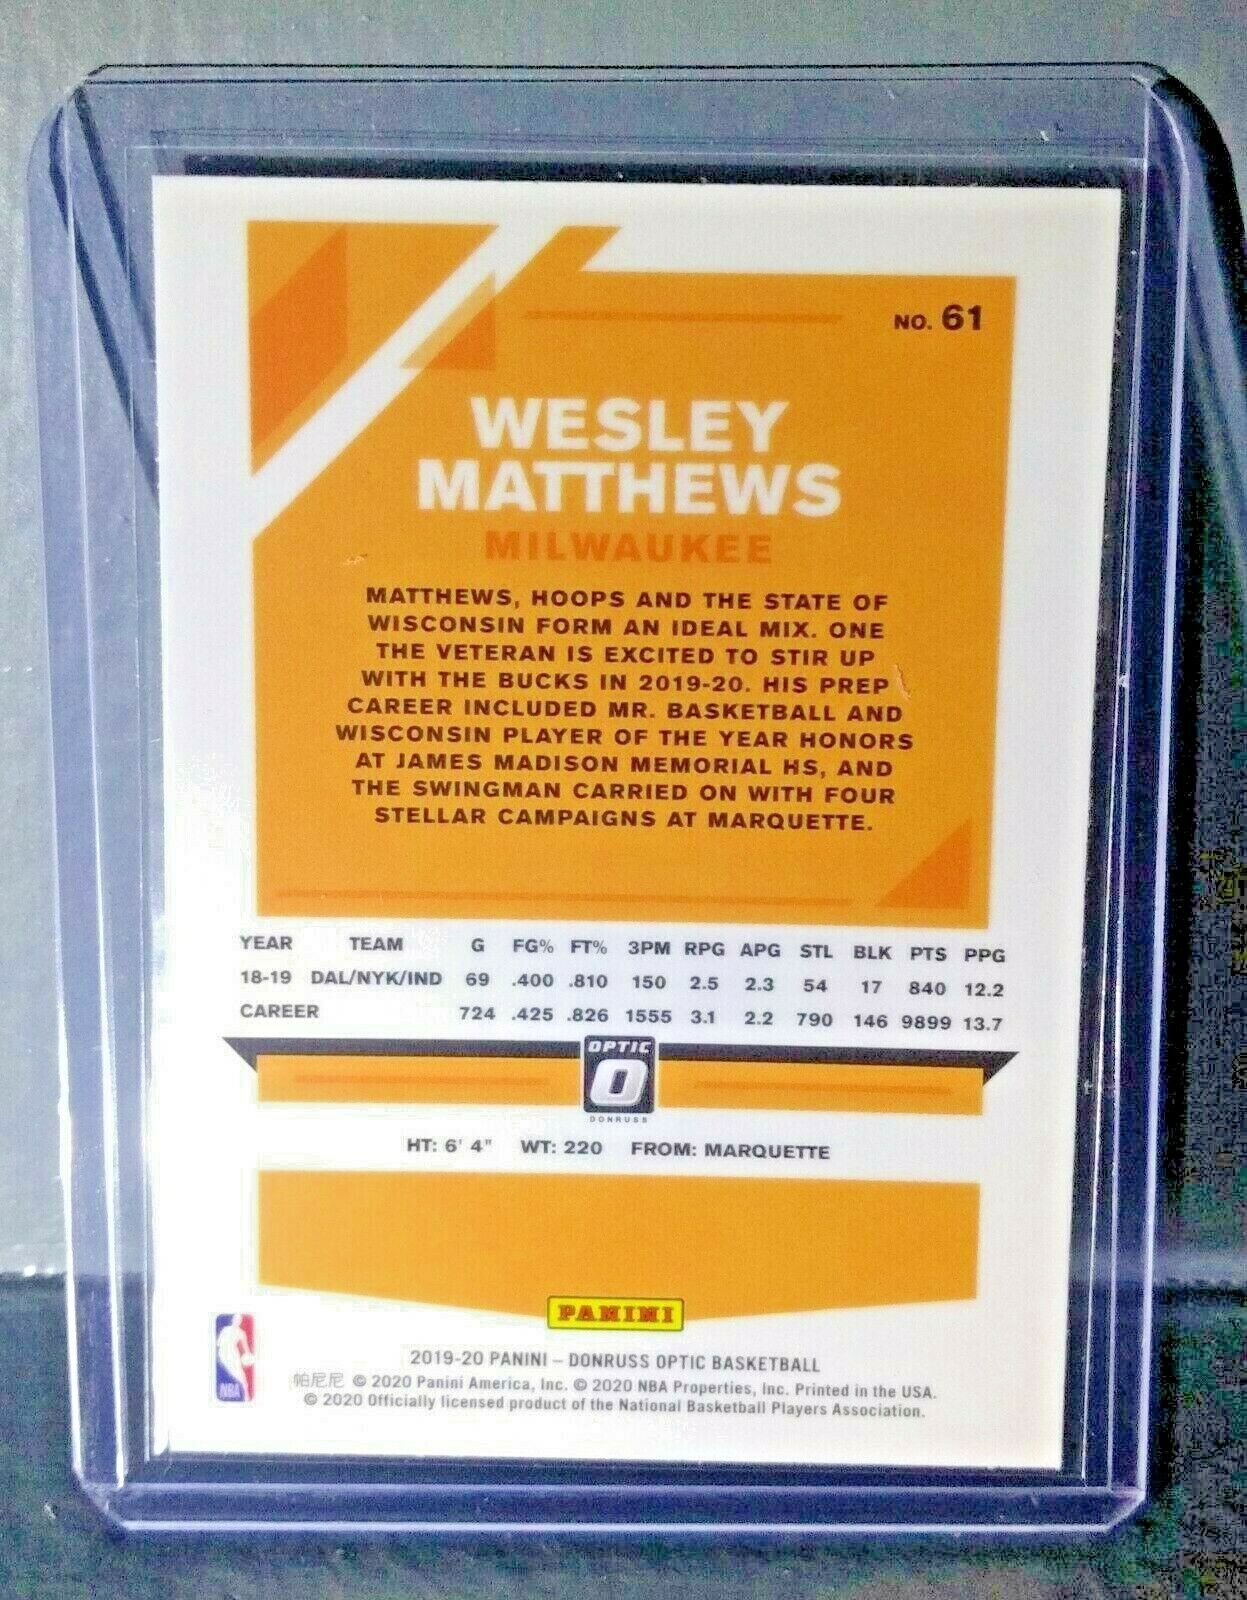 NO. 61
WESLEY
MATTHEWS
MILWAUKEE
MATTHEWS, HOOPS AND THE STATE OF
WISCONSIN FORM AN IDEAL MIX. ONE
THE VETERAN IS EXCITED TO STIR UP
WITH THE BUCKS IN 2019-20. HIS PREP
CAREER INCLUDED MR. BASKETBALL AND
WISCONSIN PLAYER OF THE YEAR HONORS
AT JAMES MADISON MEMORIAL HS, AND
THE SWINGMAN CARRIED ON WITH FOUR
STELLAR CAMPAIGNS AT MARQUETTE.
YEAR TEAM G FG% FT% 3PM RPG APG STL BLK PTS PPG
18-19 DAL/NYK/IND 69 .400 .810 150 2.5 2.3 54 17 840 12.2
CAREER 724 .425 .826 1555 3.1 2.2 790 146 9899 13.7
OPTIC
O
DONRUSS
HT: 6' 4" WT: 220 FROM: MARQUETTE
PANINI
NBA
2019-20 PANINI – DONRUSS OPTIC BASKETBALL
帕尼尼 © 2020 Panini America, Inc. © 2020 NBA Properties, Inc. Printed in the USA.
© 2020 Officially licensed product of the National Basketball Players Association.